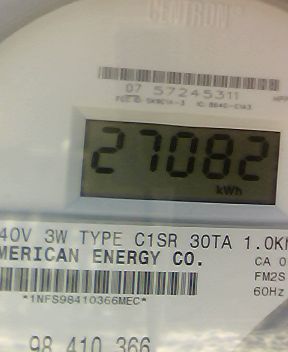 CENTRON
07 57245311
27082
kWh
40V 3W TYPE C1SR 30TA 1.0K
MERICAN ENERGY CO.
CA 0
FM2S
60Hz
*1NFS98410366MEC*
98 410 366